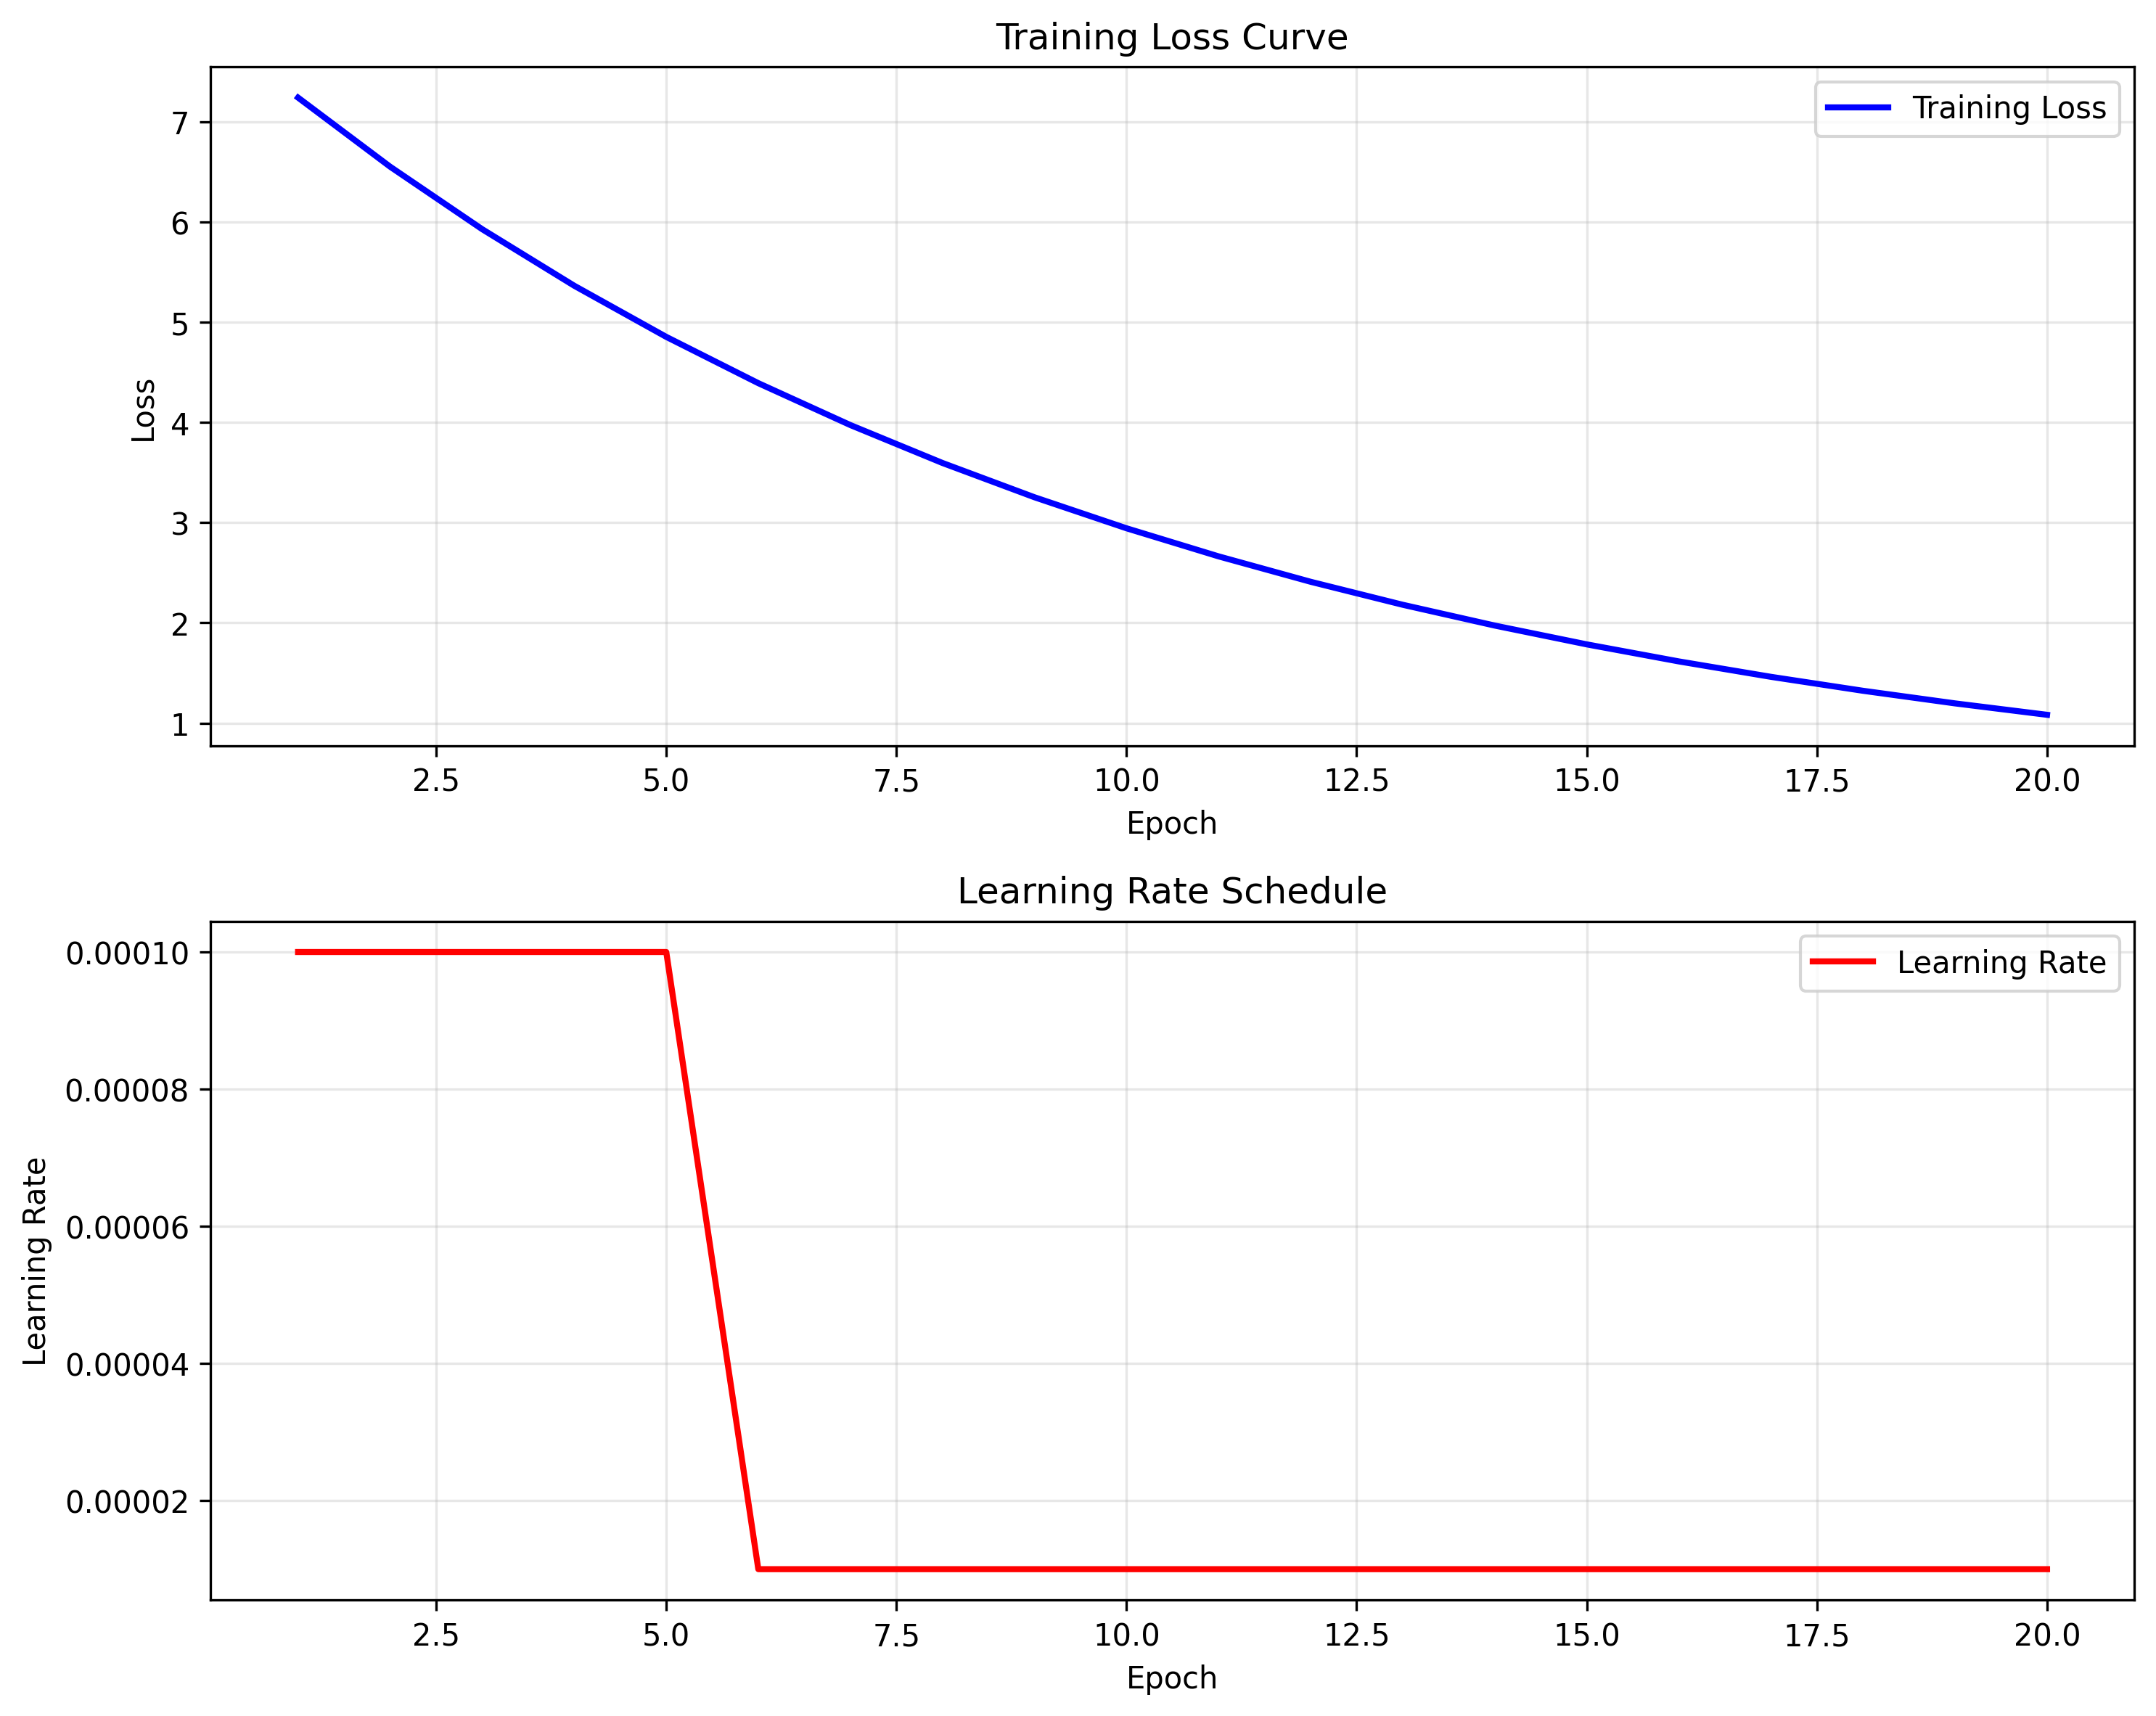 Training Loss Curve
Training Loss
7
6
5
4
3
2
1
Loss
2.5 5.0 7.5 10.0 12.5 15.0 17.5 20.0
Epoch
Learning Rate Schedule
Learning Rate
0.00010
0.00008
0.00006
0.00004
0.00002
Learning Rate
2.5 5.0 7.5 10.0 12.5 15.0 17.5 20.0
Epoch